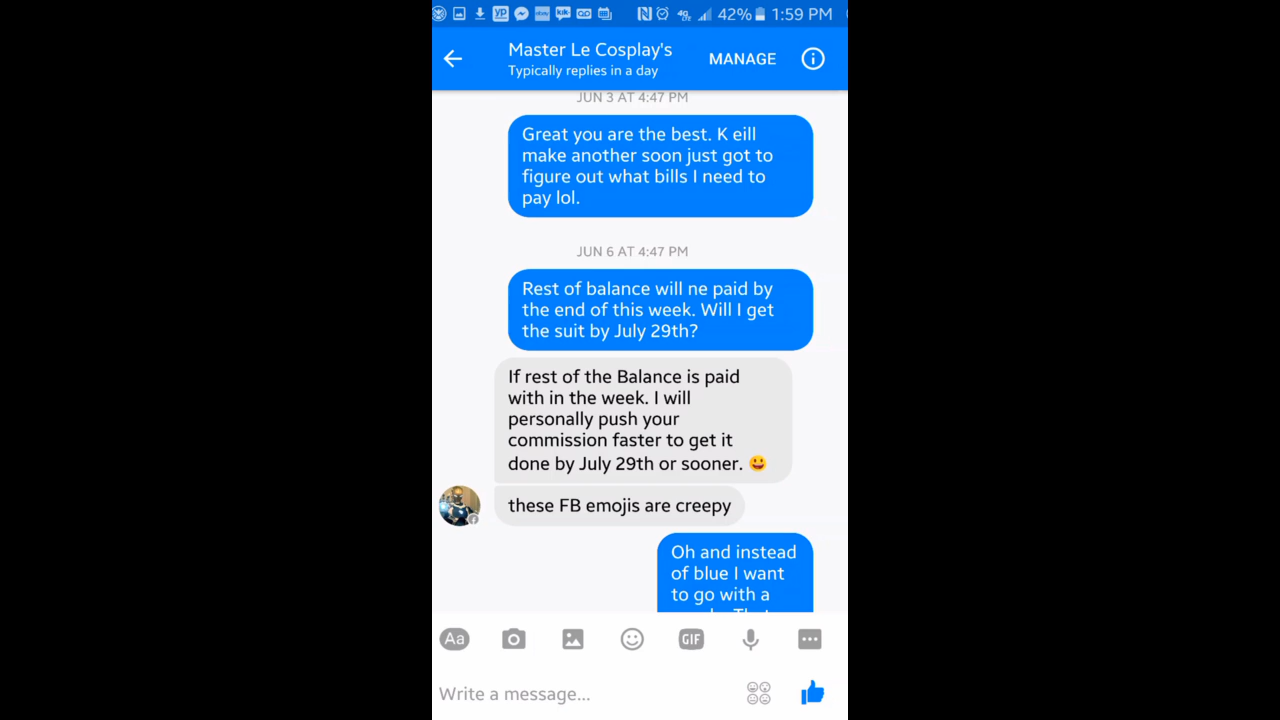 42% 1:59 PM
Master Le Cosplay's
Typically replies in a day
MANAGE
JUN 3 AT 4:47 PM
Great you are the best. K eill
make another soon just got to
figure out what bills I need to
pay lol.
JUN 6 AT 4:47 PM
Rest of balance will ne paid by
the end of this week. Will I get
the suit by July 29th?
If rest of the Balance is paid
with in the week. I will
personally push your
commission faster to get it
done by July 29th or sooner. 😀
these FB emojis are creepy
Oh and instead
of blue I want
to go with a
Aa
GIF
Write a message...